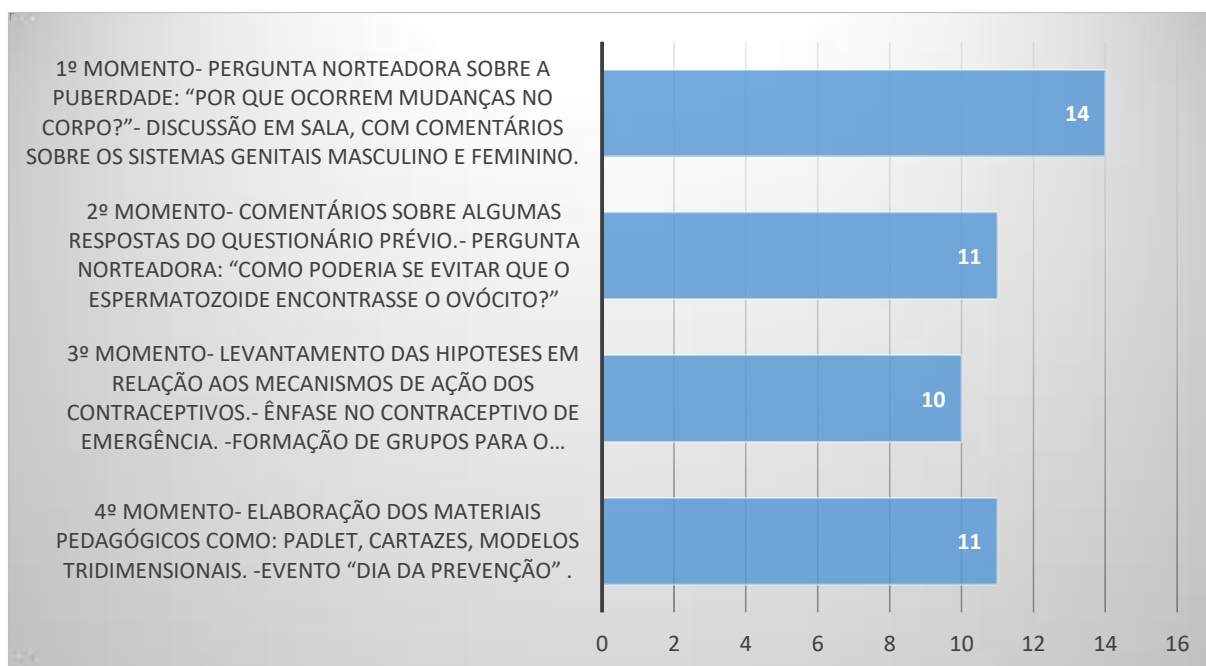 1º MOMENTO- PERGUNTA NORTEADORA SOBRE A
PUBERDADE: “POR QUE OCORREM MUDANÇAS NO
CORPO?”- DISCUSSÃO EM SALA, COM COMENTÁRIOS
SOBRE OS SISTEMAS GENITAIS MASCULINO E FEMININO.
14
2º MOMENTO- COMENTÁRIOS SOBRE ALGUMAS
RESPOSTAS DO QUESTIONÁRIO PRÉVIO.- PERGUNTA
NORTEADORA: “COMO PODERIA SE EVITAR QUE O
ESPERMATOZOIDE ENCONTRASSE O OVÓCITO?”
11
3º MOMENTO- LEVANTAMENTO DAS HIPOTESES EM
RELAÇÃO AOS MECANISMOS DE AÇÃO DOS
CONTRACEPTIVOS.- ÊNFASE NO CONTRACEPTIVO DE
EMERGÊNCIA. -FORMAÇÃO DE GRUPOS PARA O…
10
4º MOMENTO- ELABORAÇÃO DOS MATERIAIS
PEDAGÓGICOS COMO: PADLET, CARTAZES, MODELOS
TRIDIMENSIONAIS. -EVENTO “DIA DA PREVENÇÃO” .
11
0 2 4 6 8 10 12 14 16